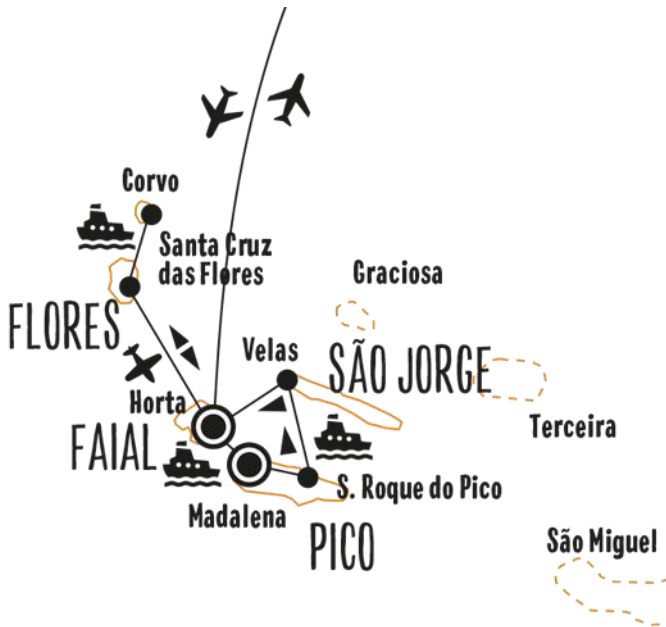 Corvo
Santa Cruz
das Flores
Graciosa
FLORES
Velas
SÃO JORGE
Horta
Terceira
FAIAL
S. Roque do Pico
Madalena
PICO
São Miguel